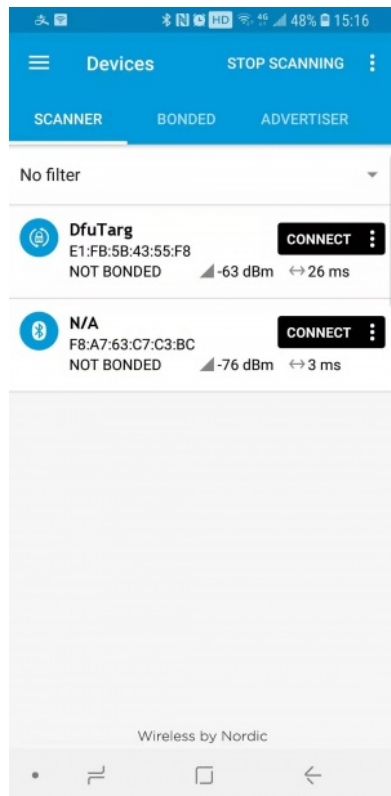 HD 4G 48% 15:16
Devices STOP SCANNING
SCANNER BONDED ADVERTISER
No filter
DfuTarg
CONNECT
E1:FB:5B:43:55:F8
NOT BONDED -63 dBm 26 ms
N/A
CONNECT
F8:A7:63:C7:C3:BC
NOT BONDED -76 dBm 3 ms
Wireless by Nordic